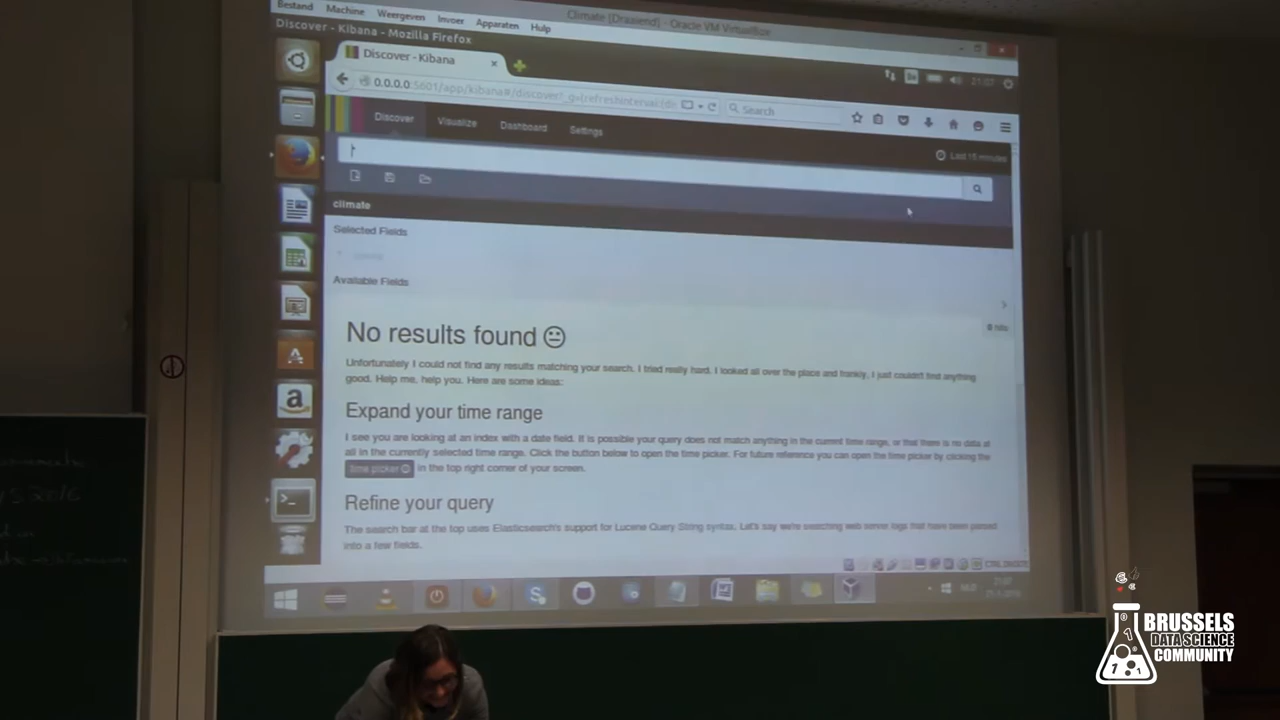 Bestand Machine Weergeven Invoer Apparaten Hulp
Climate [Draaiend] - Oracle VM VirtualBox
Discover - Kibana - Mozilla Firefox
Discover - Kibana
0.0.0.0:5601/app/kibana#/discover?_g=(refreshInterval:(di
Search
Discover Visualize Dashboard Settings
Last 15 minutes
climate
Selected Fields
Available Fields
0 hits
No results found
Unfortunately I could not find any results matching your search. I tried really hard. I looked all over the place and frankly, I just couldn't find anything
good. Help me, help you. Here are some ideas:
Expand your time range
I see you are looking at an index with a date field. It is possible your query does not match anything in the current time range, or that there is no data at
all in the currently selected time range. Click the button below to open the time picker. For future reference you can open the time picker by clicking the
time picker in the top right corner of your screen.
Refine your query
The search bar at the top uses Elasticsearch's support for Lucene Query String syntax. Let's say we're searching web server logs that have been parsed
into a few fields.
BRUSSELS
DATA SCIENCE
COMMUNITY